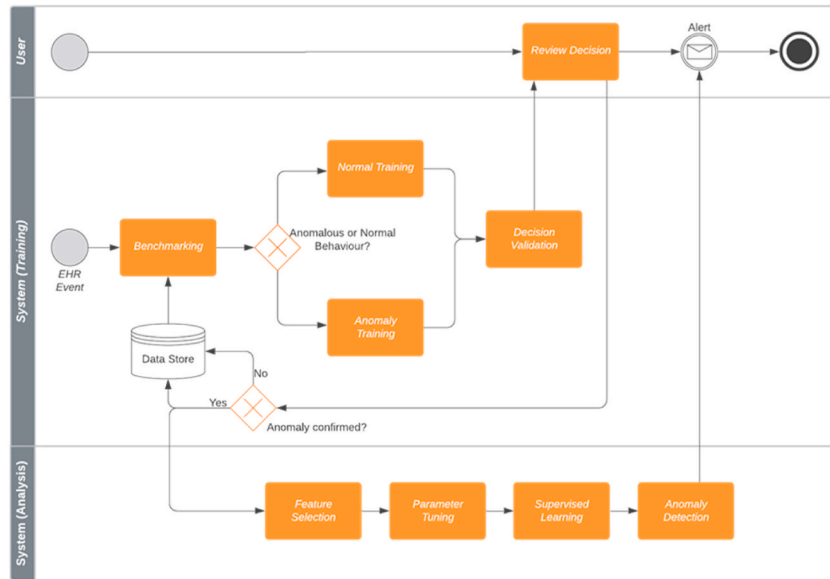 User
Alert
Review Decision
System (Training)
Normal Training
Anomalous or Normal
Behaviour?
Benchmarking
Decision
Validation
EHR
Event
Anomaly
Training
Data Store
No
Yes
Anomaly confirmed?
System (Analysis)
Feature
Selection
Parameter
Tuning
Supervised
Learning
Anomaly
Detection